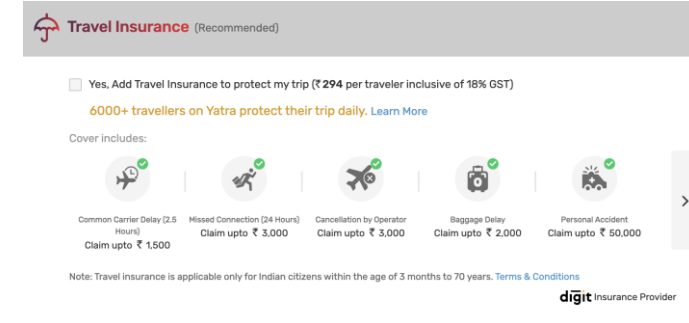 Travel Insurance (Recommended)
Yes, Add Travel Insurance to protect my trip (₹294 per traveler inclusive of 18% GST)
6000+ travellers on Yatra protect their trip daily. Learn More
Cover includes:
Common Carrier Delay (2.5
Hours)
Claim upto ₹ 1,500
Missed Connection (24 Hours)
Claim upto ₹ 3,000
Cancellation by Operator
Claim upto ₹ 3,000
Baggage Delay
Claim upto ₹ 2,000
Personal Accident
Claim upto ₹ 50,000
Note: Travel insurance is applicable only for Indian citizens within the age of 3 months to 70 years. Terms & Conditions
digit Insurance Provider